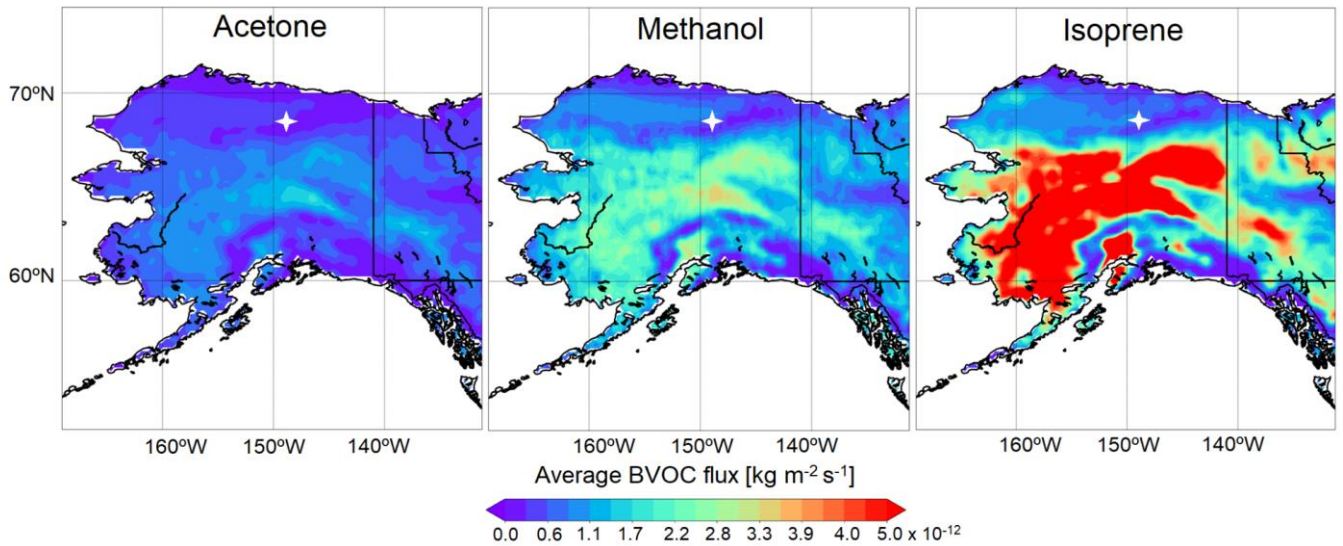 Acetone
Methanol
Isoprene
70ºN
60ºN
160ºW 150ºW 140ºW
160ºW 150ºW 140ºW
160ºW 150ºW 140ºW
Average BVOC flux [kg m⁻² s⁻¹]
0.0 0.6 1.1 1.7 2.2 2.8 3.3 3.9 4.0 5.0 x 10⁻¹²